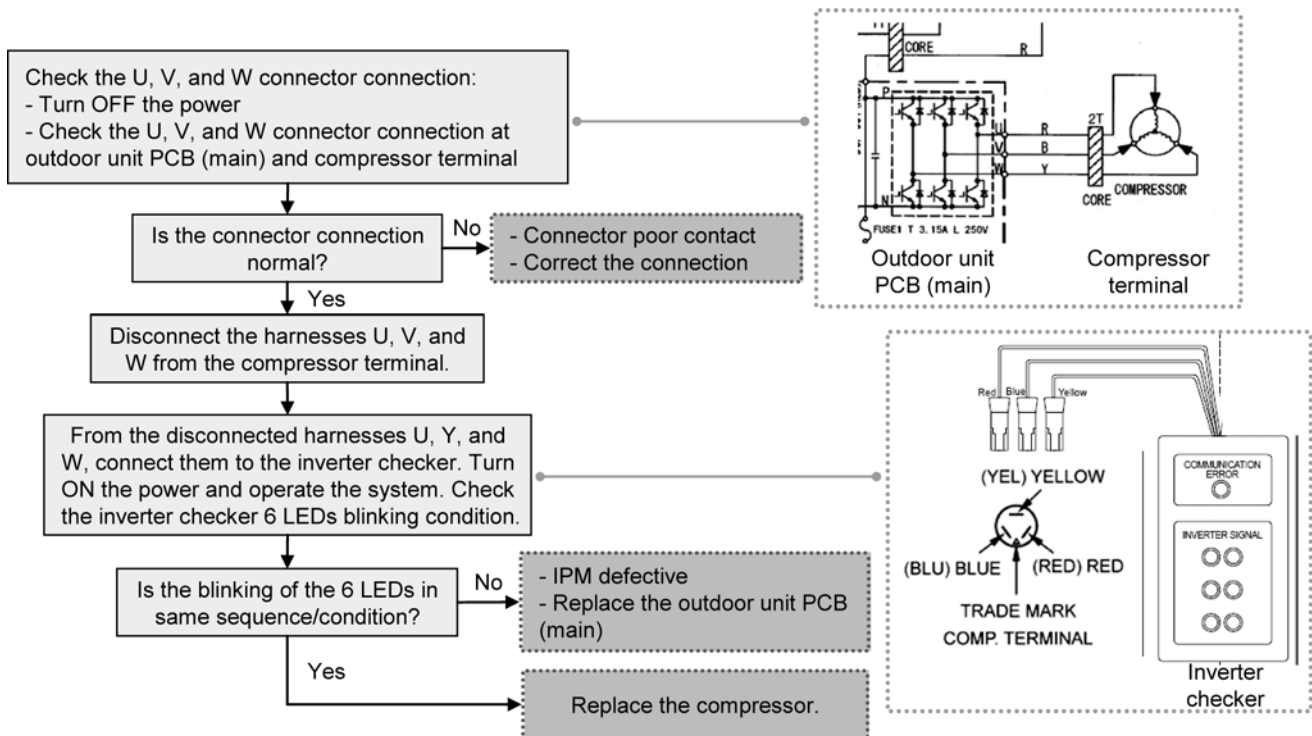 Check the U, V, and W connector connection:
- Turn OFF the power
- Check the U, V, and W connector connection at
outdoor unit PCB (main) and compressor terminal
Is the connector connection
normal?
No
- Connector poor contact
- Correct the connection
Yes
Disconnect the harnesses U, V, and
W from the compressor terminal.
From the disconnected harnesses U, Y, and
W, connect them to the inverter checker. Turn
ON the power and operate the system. Check
the inverter checker 6 LEDs blinking condition.
Is the blinking of the 6 LEDs in
same sequence/condition?
No
- IPM defective
- Replace the outdoor unit PCB
(main)
Yes
Replace the compressor.
CORE
R
P
U
R
2T
V
B
W
Y
N
CORE
COMPRESSOR
FUSE1 T 3.15A L 250V
Outdoor unit
PCB (main)
Compressor
terminal
Red
Blue
Yellow
(YEL) YELLOW
(BLU) BLUE
(RED) RED
TRADE MARK
COMP. TERMINAL
COMMUNICATION
ERROR
INVERTER SIGNAL
Inverter
checker